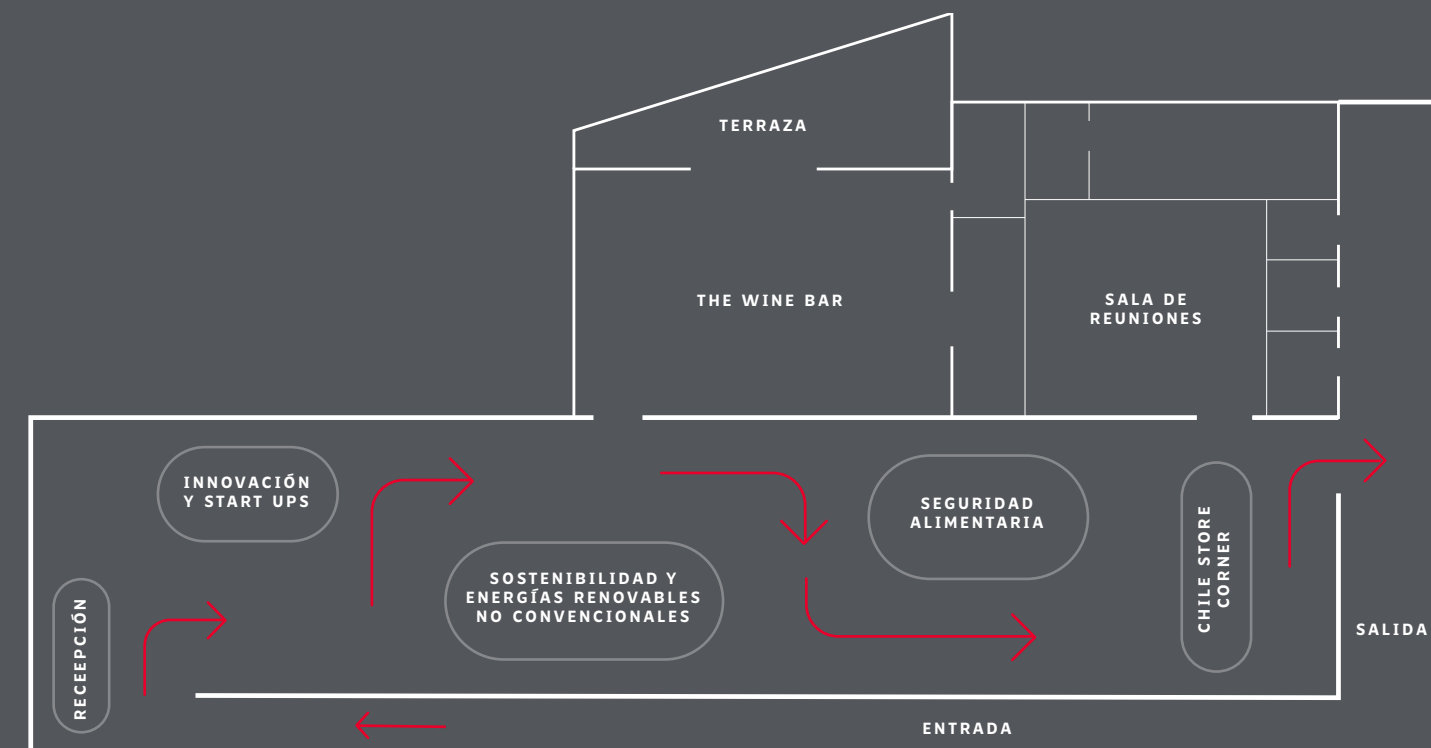 TERRAZA
THE WINE BAR
SALA DE
REUNIONES
INNOVACIÓN
Y START UPS
SEGURIDAD
ALIMENTARIA
SOSTENIBILIDAD Y
ENERGÍAS RENOVABLES
NO CONVENCIONALES
CHILE STORE
CORNER
RECEEPCIÓN
SALIDA
ENTRADA